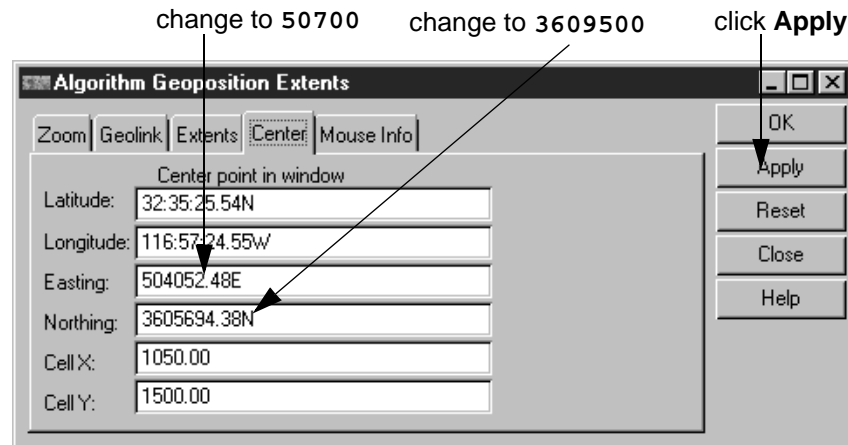 change to 50700 change to 3609500 click Apply
Algorithm Geoposition Extents
Zoom Geolink Extents Center Mouse Info
Center point in window
Latitude: 32:35:25.54N
Longitude: 116:57:24.55W
Easting: 504052.48E
Northing: 3605694.38N
Cell X: 1050.00
Cell Y: 1500.00
OK
Apply
Reset
Close
Help